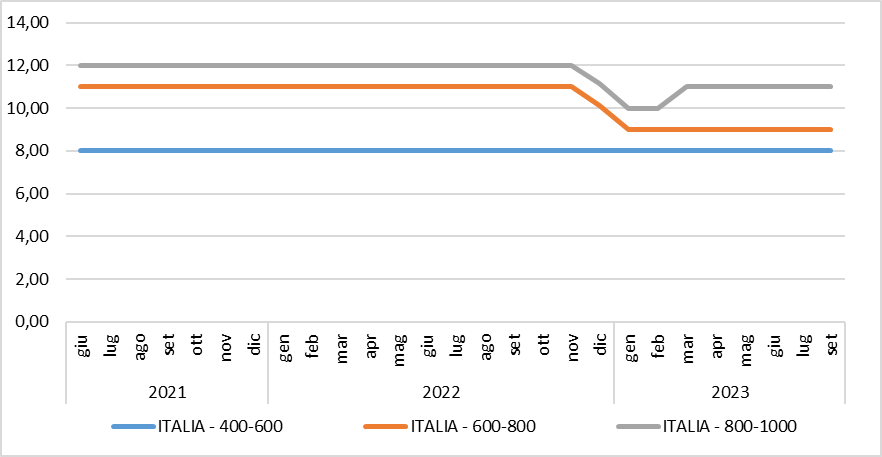 14,00
12,00
10,00
8,00
6,00
4,00
2,00
0,00
giu lug ago set ott nov dic gen feb mar apr mag giu lug ago set ott nov dic gen feb mar apr mag giu lug set
2021 2022 2023
ITALIA - 400-600 ITALIA - 600-800 ITALIA - 800-1000